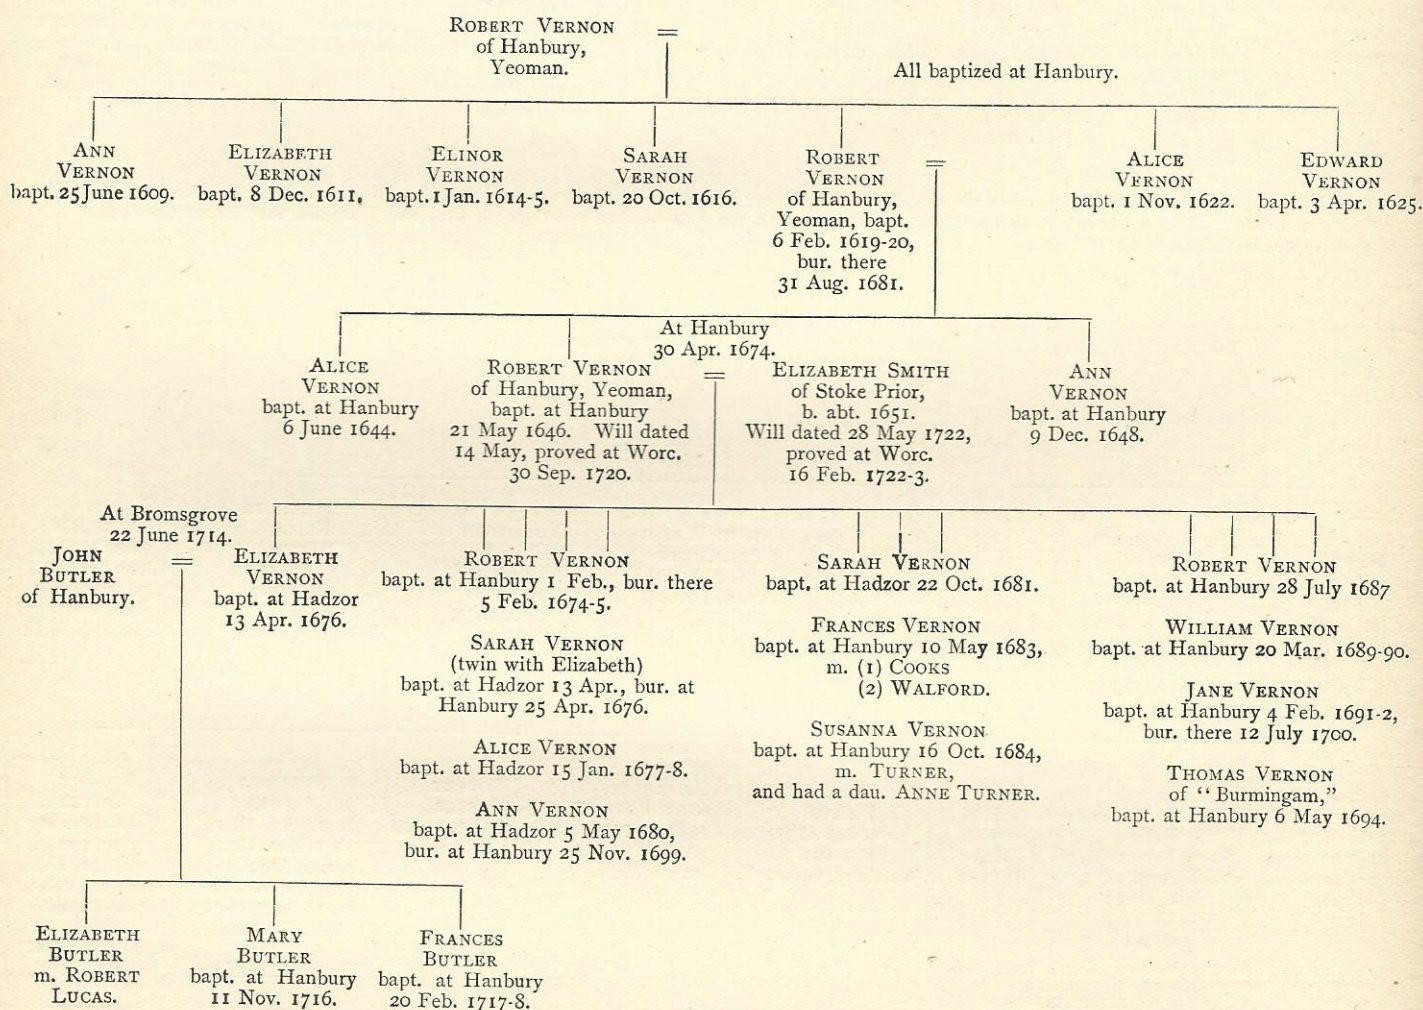 ROBERT VERNON
of Hanbury,
Yeoman.
=
All baptized at Hanbury.
ANN
VERNON
bapt. 25 June 1609.
ELIZABETH
VERNON
bapt. 8 Dec. 1611,
ELINOR
VERNON
bapt. 1 Jan. 1614-5.
SARAH
VERNON
bapt. 20 Oct. 1616.
ROBERT
VERNON
of Hanbury,
Yeoman, bapt.
6 Feb. 1619-20,
bur. there
31 Aug. 1681.
=
ALICE
VERNON
bapt. 1 Nov. 1622.
EDWARD
VERNON
bapt. 3 Apr. 1625.
ALICE
VERNON
bapt. at Hanbury
6 June 1644.
ROBERT VERNON
of Hanbury, Yeoman,
bapt. at Hanbury
21 May 1646. Will dated
14 May, proved at Worc.
30 Sep. 1720.
At Hanbury
30 Apr. 1674.
=
ELIZABETH SMITH
of Stoke Prior,
b. abt. 1651.
Will dated 28 May 1722,
proved at Worc.
16 Feb. 1722-3.
ANN
VERNON
bapt. at Hanbury
9 Dec. 1648.
At Bromsgrove
22 June 1714.
JOHN
BUTLER
of Hanbury.
=
ELIZABETH
VERNON
bapt. at Hadzor
13 Apr. 1676.
ROBERT VERNON
bapt. at Hanbury 1 Feb., bur. there
5 Feb. 1674-5.
SARAH VERNON
(twin with Elizabeth)
bapt. at Hadzor 13 Apr., bur. at
Hanbury 25 Apr. 1676.
ALICE VERNON
bapt. at Hadzor 15 Jan. 1677-8.
ANN VERNON
bapt. at Hadzor 5 May 1680,
bur. at Hanbury 25 Nov. 1699.
SARAH VERNON
bapt. at Hadzor 22 Oct. 1681.
FRANCES VERNON
bapt. at Hanbury 10 May 1683,
m. (1) COOKS
(2) WALFORD.
SUSANNA VERNON
bapt. at Hanbury 16 Oct. 1684,
m. TURNER,
and had a dau. ANNE TURNER.
ROBERT VERNON
bapt. at Hanbury 28 July 1687
WILLIAM VERNON
bapt. at Hanbury 20 Mar. 1689-90.
JANE VERNON
bapt. at Hanbury 4 Feb. 1691-2,
bur. there 12 July 1700.
THOMAS VERNON
of "Burmingam,"
bapt. at Hanbury 6 May 1694.
ELIZABETH
BUTLER
m. ROBERT
LUCAS.
MARY
BUTLER
bapt. at Hanbury
11 Nov. 1716.
FRANCES
BUTLER
bapt. at Hanbury
20 Feb. 1717-8.